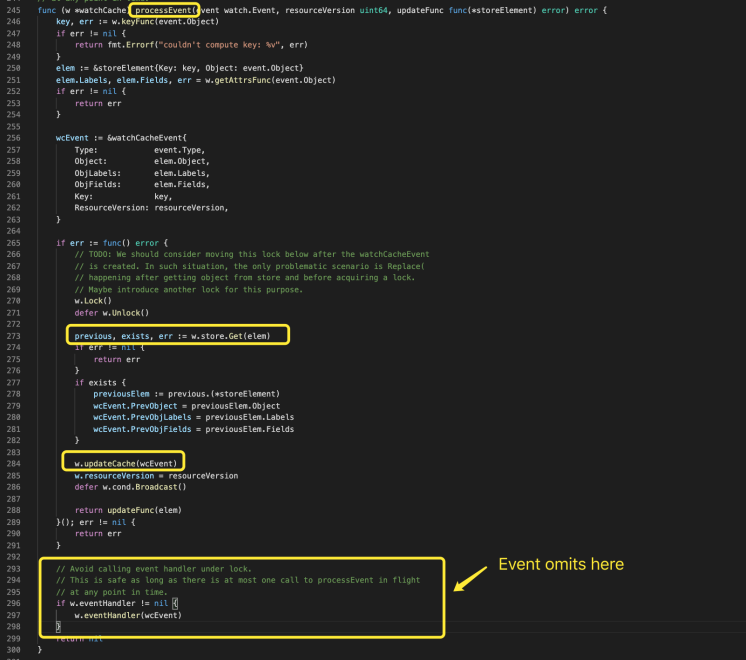 245 func (w *watchCache) processEvent(event watch.Event, resourceVersion uint64, updateFunc func(*storeElement) error) error {
246 key, err := w.keyFunc(event.Object)
247 if err != nil {
248 return fmt.Errorf("couldn't compute key: %v", err)
249 }
250 elem := &storeElement{Key: key, Object: event.Object}
251 elem.Labels, elem.Fields, err = w.getAttrsFunc(event.Object)
252 if err != nil {
253 return err
254 }
255
256 wcEvent := &watchCacheEvent{
257 Type: event.Type,
258 Object: elem.Object,
259 ObjLabels: elem.Labels,
260 ObjFields: elem.Fields,
261 Key: key,
262 ResourceVersion: resourceVersion,
263 }
264
265 if err := func() error {
266 // TODO: We should consider moving this lock below after the watchCacheEvent
267 // is created. In such situation, the only problematic scenario is Replace(
268 // happening after getting object from store and before acquiring a lock.
269 // Maybe introduce another lock for this purpose.
270 w.Lock()
271 defer w.Unlock()
272
273 previous, exists, err := w.store.Get(elem)
274 if err != nil {
275 return err
276 }
277 if exists {
278 previousElem := previous.(*storeElement)
279 wcEvent.PrevObject = previousElem.Object
280 wcEvent.PrevObjLabels = previousElem.Labels
281 wcEvent.PrevObjFields = previousElem.Fields
282 }
283
284 w.updateCache(wcEvent)
285 w.resourceVersion = resourceVersion
286 defer w.cond.Broadcast()
287
288 return updateFunc(elem)
289 }(); err != nil {
290 return err
291 }
292
293 // Avoid calling event handler under lock.
294 // This is safe as long as there is at most one call to processEvent in flight
295 // at any point in time.
296 if w.eventHandler != nil {
297 w.eventHandler(wcEvent)
298 }
299 return nil
300 }
Event omits here